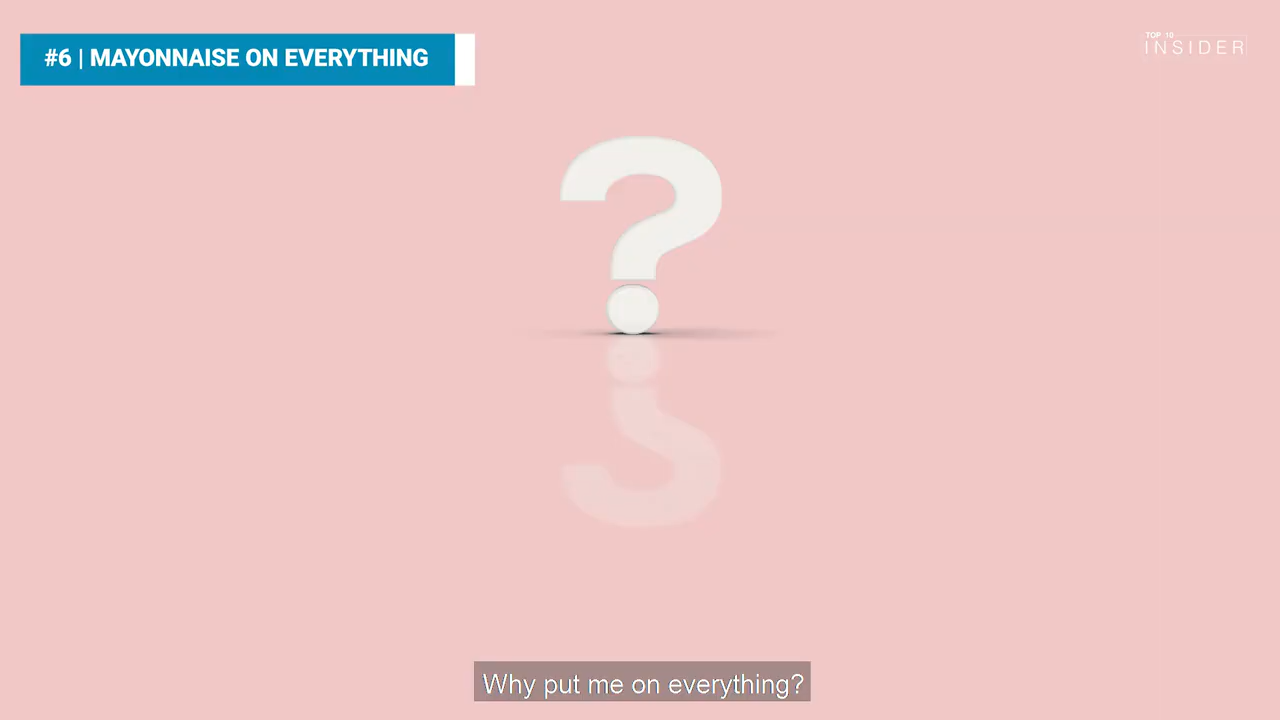 #6 | MAYONNAISE ON EVERYTHING
TOP 10
INSIDER
?
Why put me on everything?